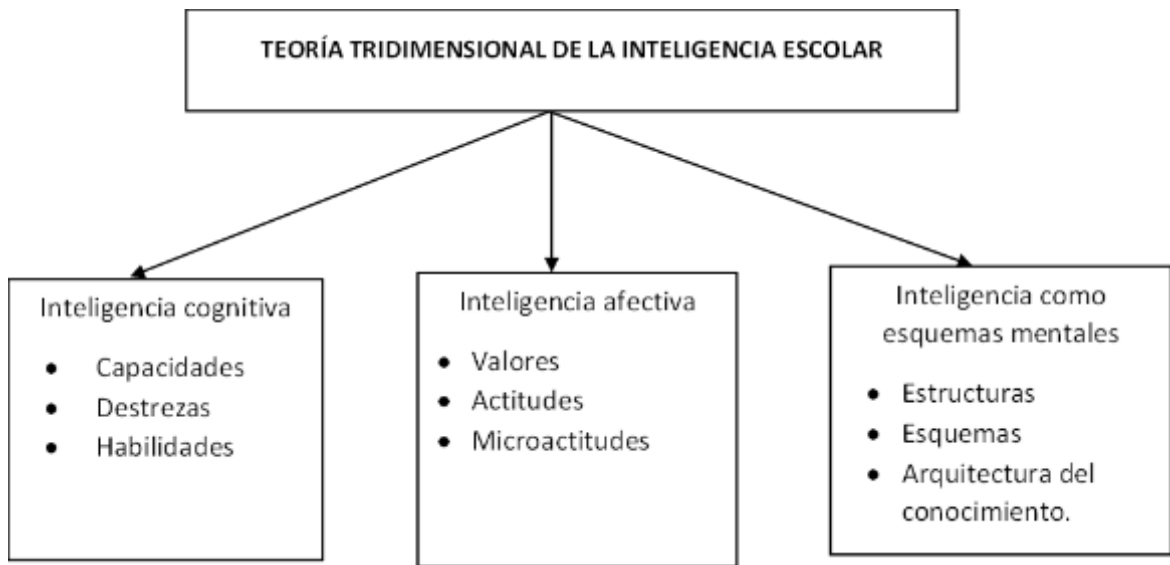 TEORÍA TRIDIMENSIONAL DE LA INTELIGENCIA ESCOLAR
Inteligencia cognitiva
• Capacidades
• Destrezas
• Habilidades
Inteligencia afectiva
• Valores
• Actitudes
• Microactitudes
Inteligencia como
esquemas mentales
• Estructuras
• Esquemas
• Arquitectura del
conocimiento.